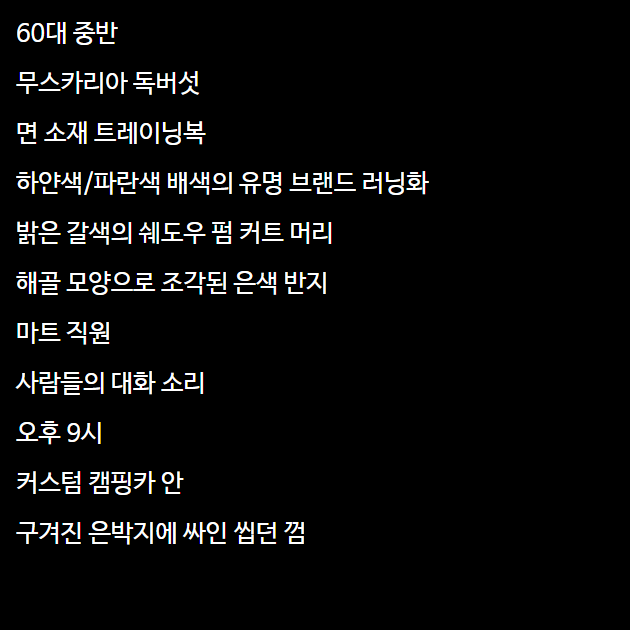 60대 중반
무스카리아 독버섯
면 소재 트레이닝복
하얀색/파란색 배색의 유명 브랜드 러닝화
밝은 갈색의 쉐도우 펌 커트 머리
해골 모양으로 조각된 은색 반지
마트 직원
사람들의 대화 소리
오후 9시
커스텀 캠핑카 안
구겨진 은박지에 싸인 씹던 껌